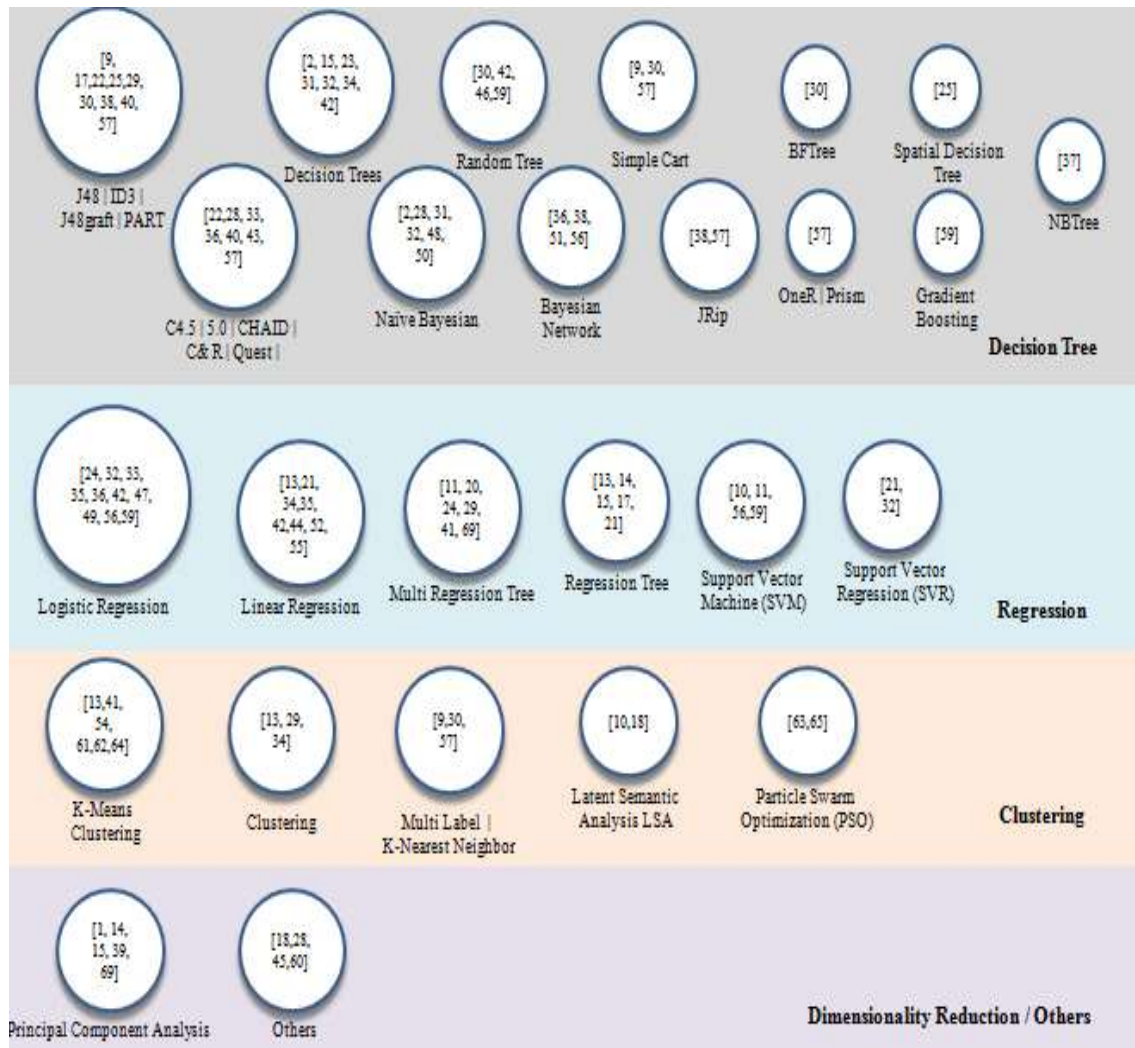 [9,
17,22,25,29,
30, 38, 40,
57]
J48 | ID3 |
J48graft | PART
[2, 15, 23,
31, 32, 34,
42]
Decision Trees
[30, 42,
46,59]
Random Tree
[9, 30,
57]
Simple Cart
[30]
BFTree
[25]
Spatial Decision
Tree
[37]
NBTree
[22,28, 33,
36, 40, 43,
57]
C4.5 | 5.0 | CHAID |
C& R | Quest |
[2,28, 31,
32, 48,
50]
Naïve Bayesian
[36, 38,
51, 56]
Bayesian
Network
[38,57]
JRip
[57]
OneR | Prism
[59]
Gradient
Boosting
Decision Tree
[24, 32, 33,
35, 36, 42, 47,
49, 56,59]
Logistic Regression
[13,21,
34,35,
42,44, 52,
55]
Linear Regression
[11, 20,
24, 29,
41, 69]
Multi Regression Tree
[13, 14,
15, 17,
21]
Regression Tree
[10, 11,
56,59]
Support Vector
Machine (SVM)
[21,
32]
Support Vector
Regression (SVR)
Regression
[13,41,
54,
61,62,64]
K-Means
Clustering
[13, 29,
34]
Clustering
[9,30,
57]
Multi Label |
K-Nearest Neighbor
[10,18]
Latent Semantic
Analysis LSA
[63,65]
Particle Swarm
Optimization (PSO)
Clustering
[1, 14,
15, 39,
69]
Principal Component Analysis
[18,28,
45,60]
Others
Dimensionality Reduction / Others